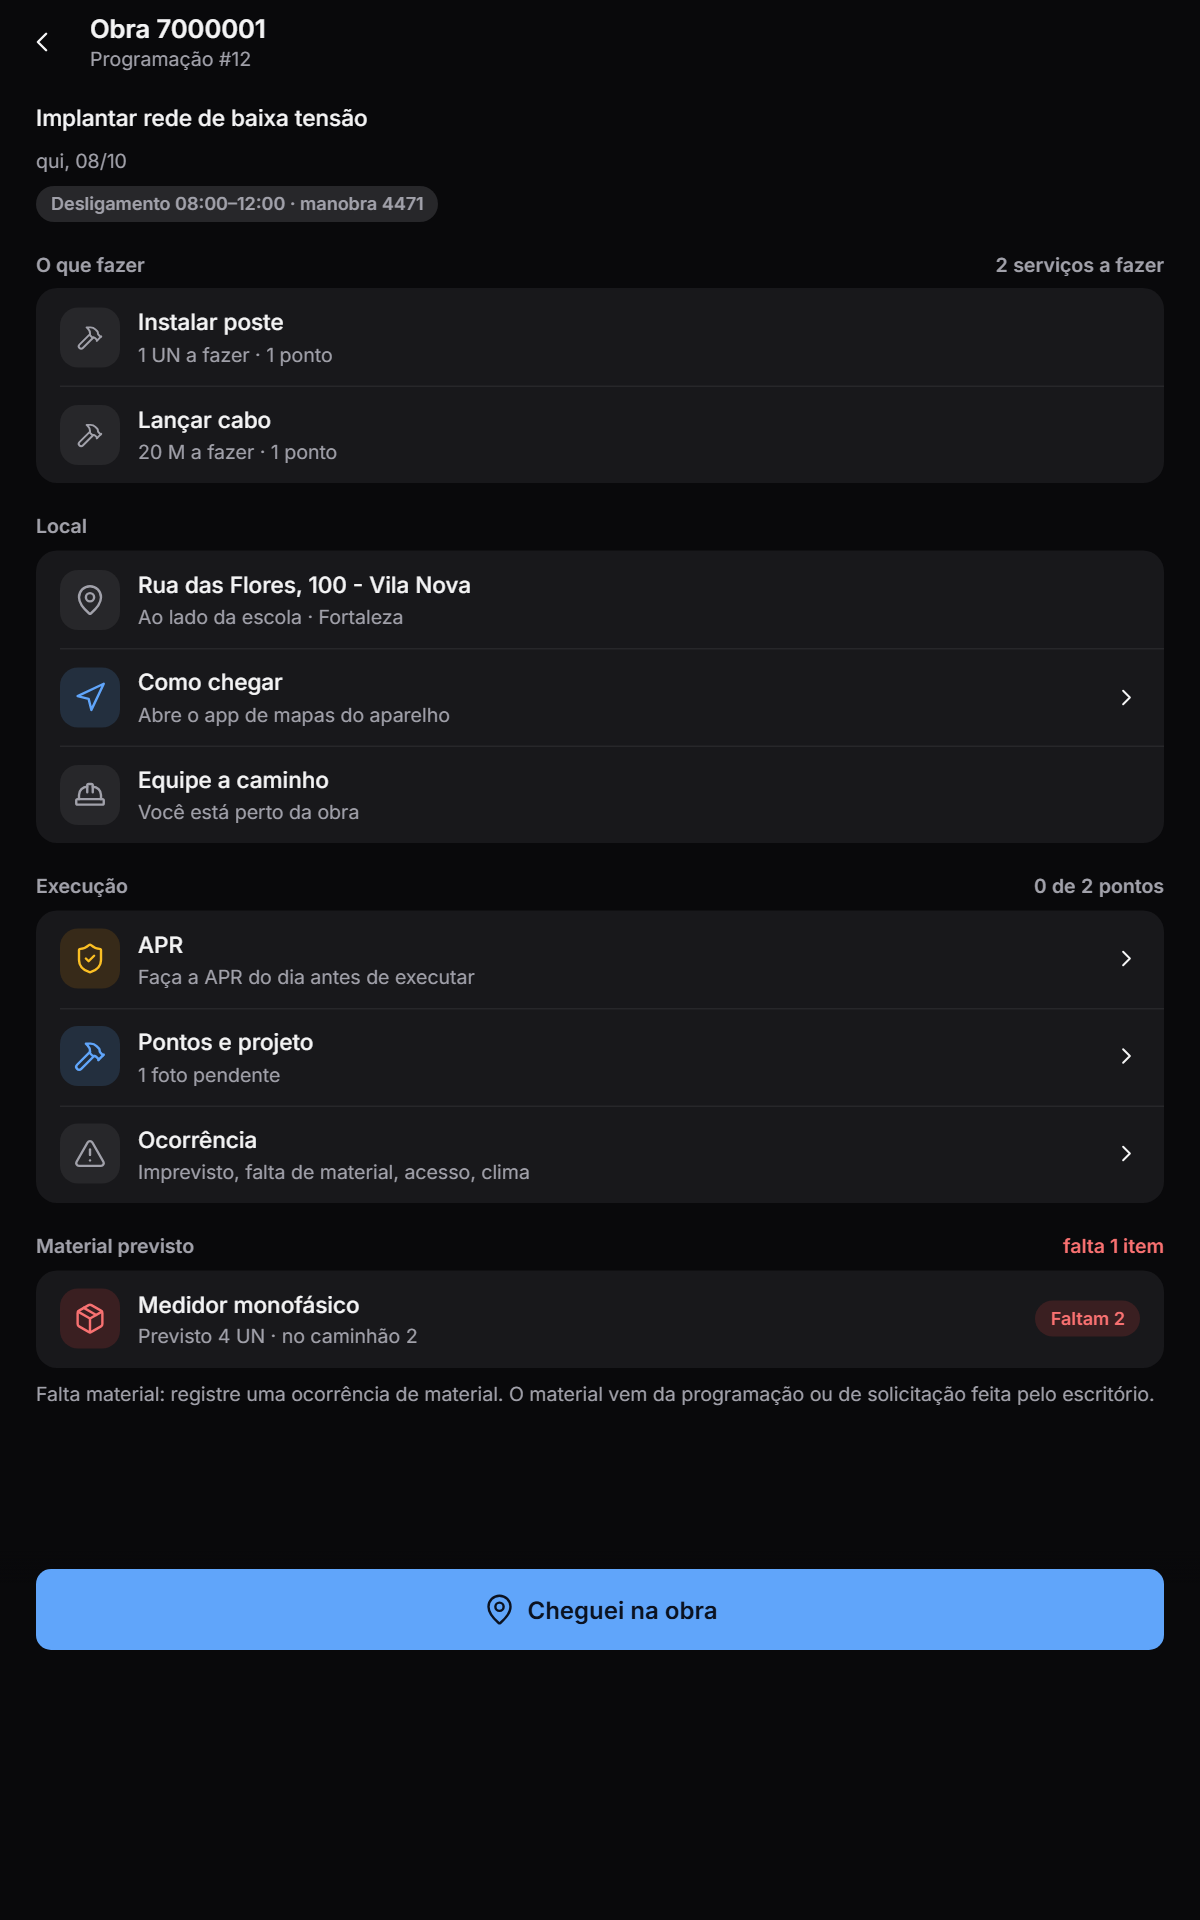 Obra 7000001
Programação #12
Implantar rede de baixa tensão
qui, 08/10
Desligamento 08:00–12:00 · manobra 4471
O que fazer
2 serviços a fazer
Instalar poste
1 UN a fazer · 1 ponto
Lançar cabo
20 M a fazer · 1 ponto
Local
Rua das Flores, 100 - Vila Nova
Ao lado da escola · Fortaleza
Como chegar
Abre o app de mapas do aparelho
Equipe a caminho
Você está perto da obra
Execução
0 de 2 pontos
APR
Faça a APR do dia antes de executar
Pontos e projeto
1 foto pendente
Ocorrência
Imprevisto, falta de material, acesso, clima
Material previsto
falta 1 item
Medidor monofásico
Previsto 4 UN · no caminhão 2
Faltam 2
Falta material: registre uma ocorrência de material. O material vem da programação ou de solicitação feita pelo escritório.
Cheguei na obra